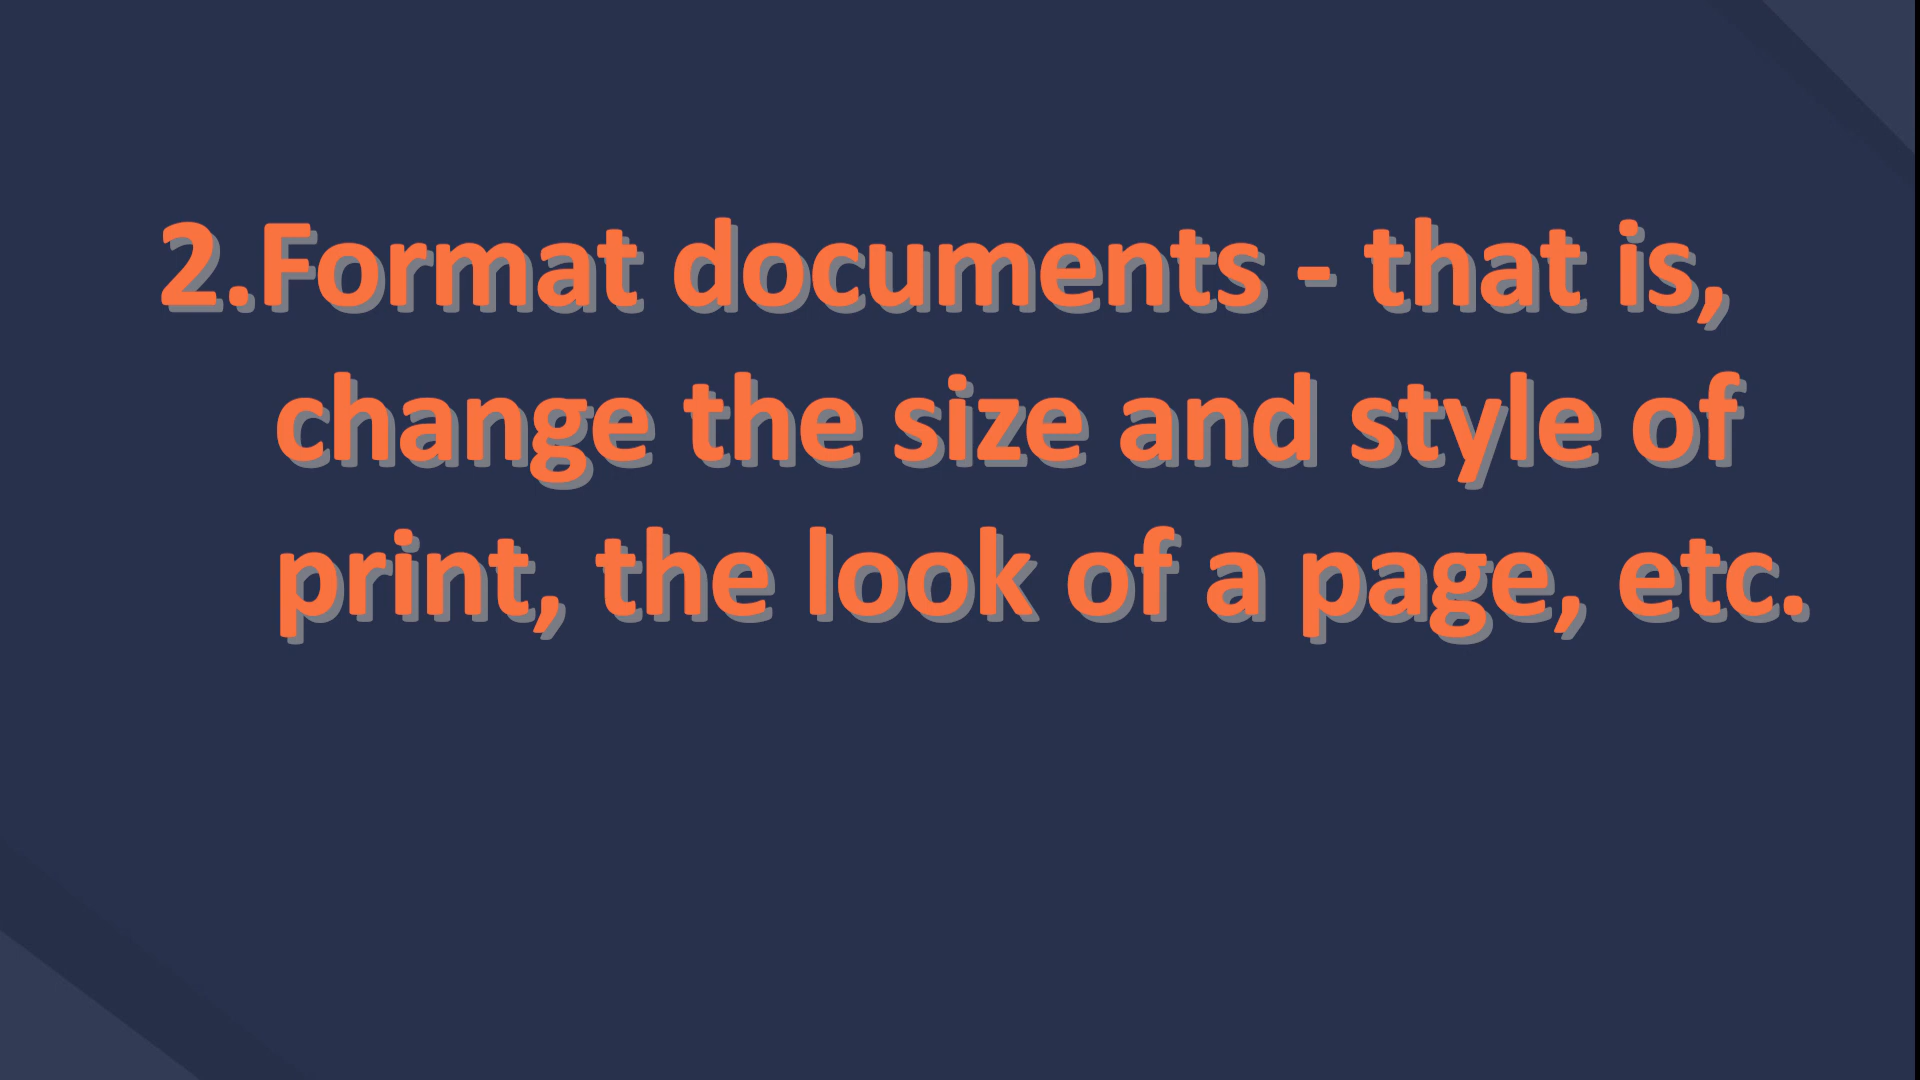 2.Format documents - that is,
change the size and style of
print, the look of a page, etc.